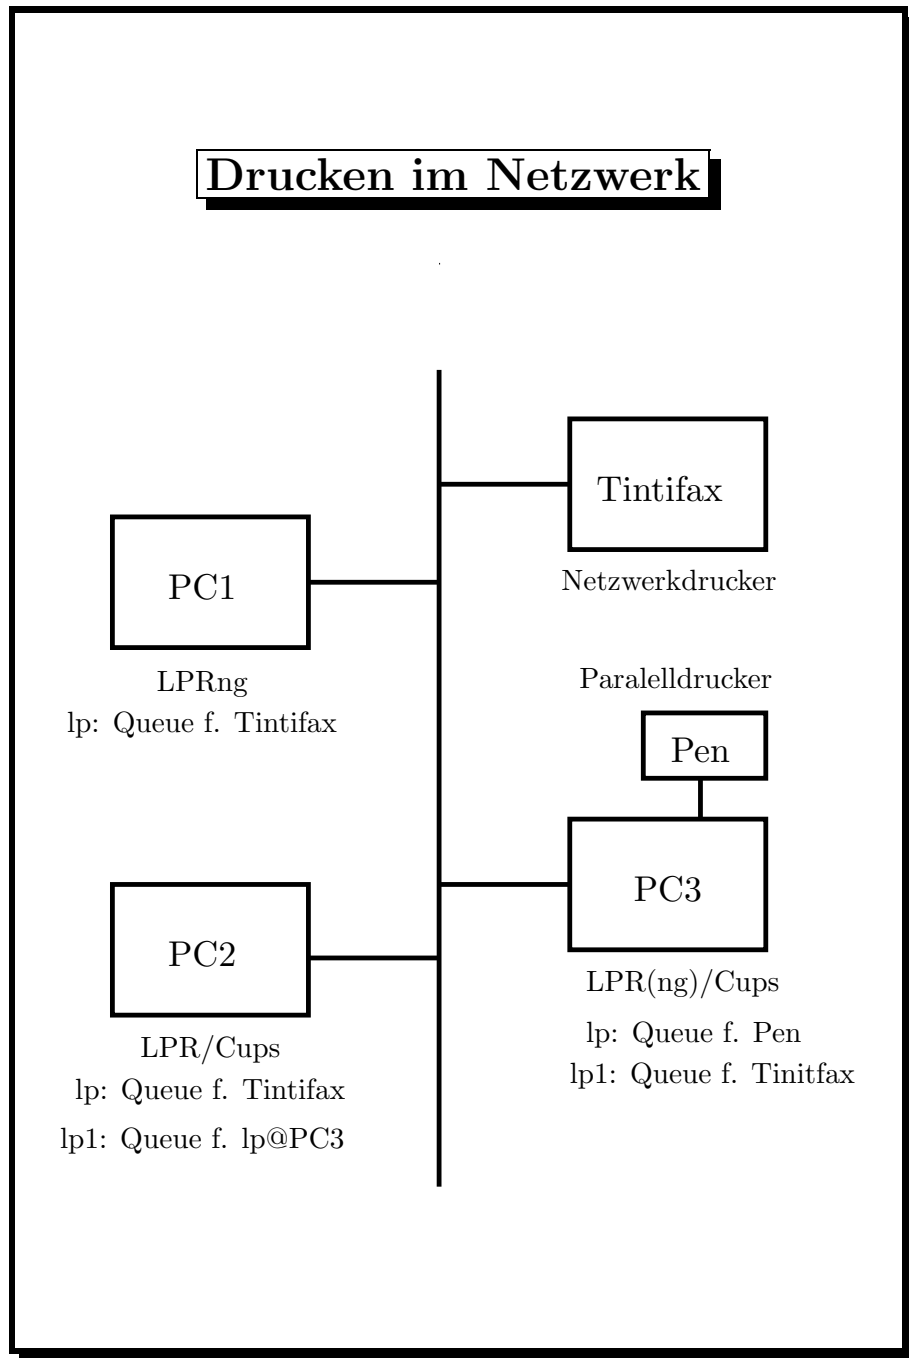 Drucken im Netzwerk
Tintifax
Netzwerkdrucker
PC1
LPRng
lp: Queue f. Tintifax
Paralelldrucker
Pen
PC3
LPR(ng)/Cups
lp: Queue f. Pen
lp1: Queue f. Tinitfax
PC2
LPR/Cups
lp: Queue f. Tintifax
lp1: Queue f. lp@PC3